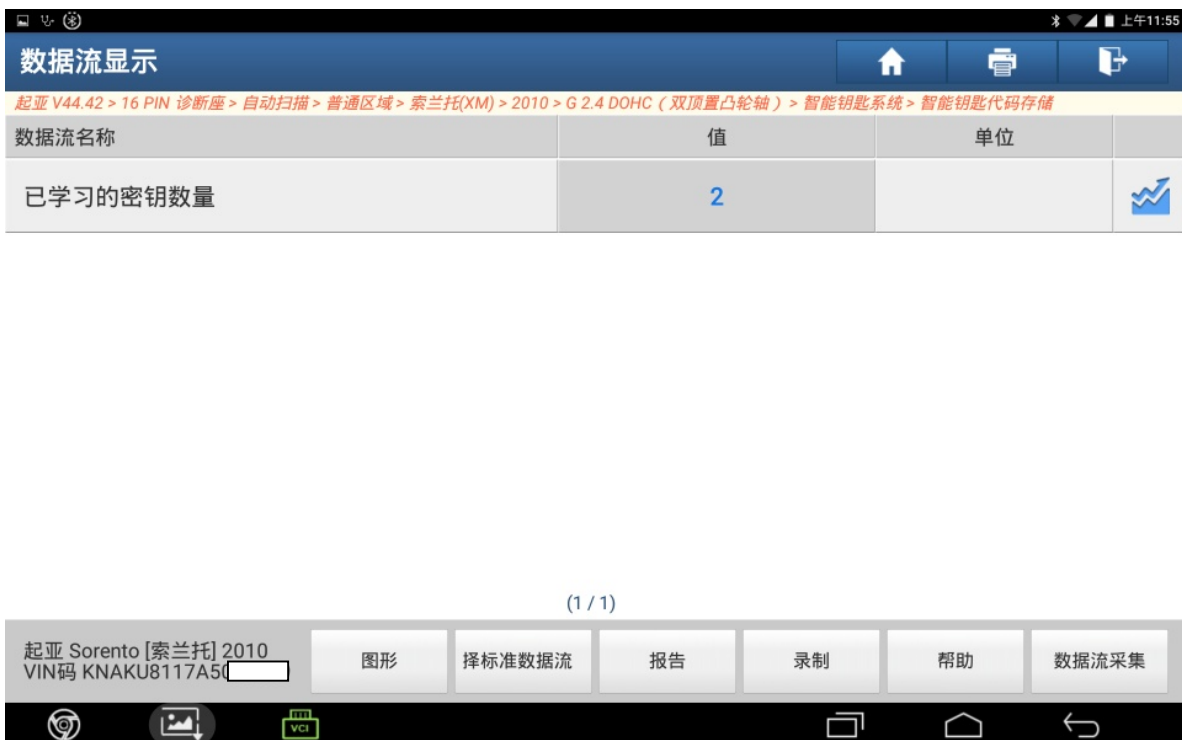 上午11:55
数据流显示
起亚 V44.42 > 16 PIN 诊断座 > 自动扫描 > 普通区域 > 索兰托(XM) > 2010 > G 2.4 DOHC（双顶置凸轮轴）> 智能钥匙系统 > 智能钥匙代码存储
数据流名称 值 单位
已学习的密钥数量 2
(1 / 1)
起亚 Sorento [索兰托] 2010
VIN码 KNAKU8117A5
图形 择标准数据流 报告 录制 帮助 数据流采集
VCI